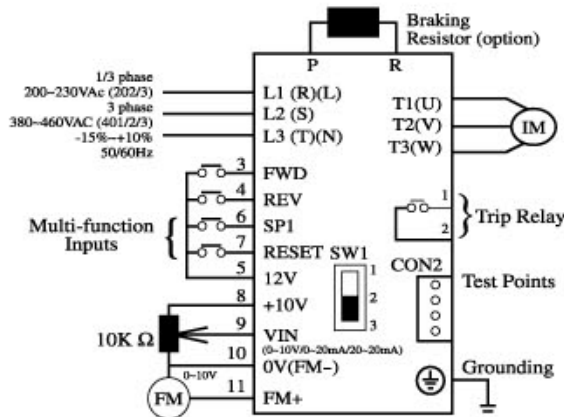 Braking
Resistor (option)
P R
1/3 phase
200~230VAc (202/3)
3 phase
380~460VAC (401/2/3)
-15%~+10%
50/60Hz
L1 (R)(L)
L2 (S)
L3 (T)(N)
T1(U)
T2(V)
T3(W)
IM
Multi-function
Inputs
3 FWD
4 REV
6 SP1
7 RESET
5 12V
1
2
Trip Relay
SW1
1
2
3
CON2
Test Points
8 +10V
10K Ω
9 VIN
(0~10V/0~20mA/20~20mA)
10 0V(FM-)
0~10V
FM
11 FM+
Grounding